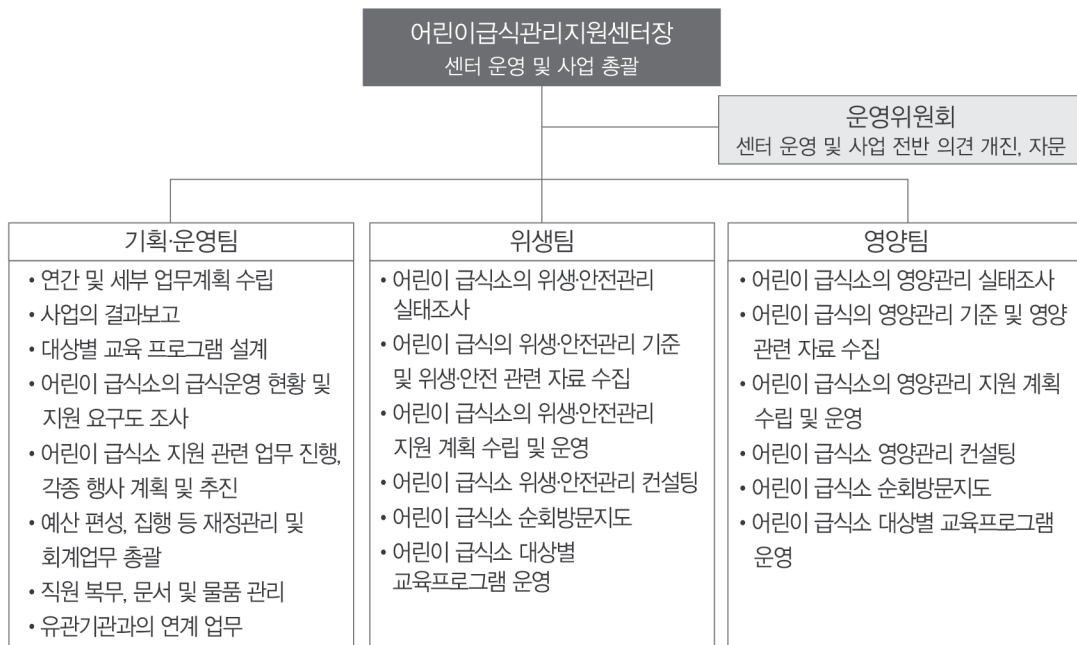 어린이급식관리지원센터장
센터 운영 및 사업 총괄
운영위원회
센터 운영 및 사업 전반 의견 개진, 자문
기획·운영팀
• 연간 및 세부 업무계획 수립
• 사업의 결과보고
• 대상별 교육 프로그램 설계
• 어린이 급식소의 급식운영 현황 및
지원 요구도 조사
• 어린이 급식소 지원 관련 업무 진행,
각종 행사 계획 및 추진
• 예산 편성, 집행 등 재정관리 및
회계업무 총괄
• 직원 복무, 문서 및 물품 관리
• 유관기관과의 연계 업무
위생팀
• 어린이 급식소의 위생·안전관리
실태조사
• 어린이 급식의 위생·안전관리 기준
및 위생·안전 관련 자료 수집
• 어린이 급식소의 위생·안전관리
지원 계획 수립 및 운영
• 어린이 급식소 위생·안전관리 컨설팅
• 어린이 급식소 순회방문지도
• 어린이 급식소 대상별
교육프로그램 운영
영양팀
• 어린이 급식소의 영양관리 실태조사
• 어린이 급식의 영양관리 기준 및 영양
관련 자료 수집
• 어린이 급식소의 영양관리 지원 계획
수립 및 운영
• 어린이 급식소 영양관리 컨설팅
• 어린이 급식소 순회방문지도
• 어린이 급식소 대상별 교육프로그램
운영